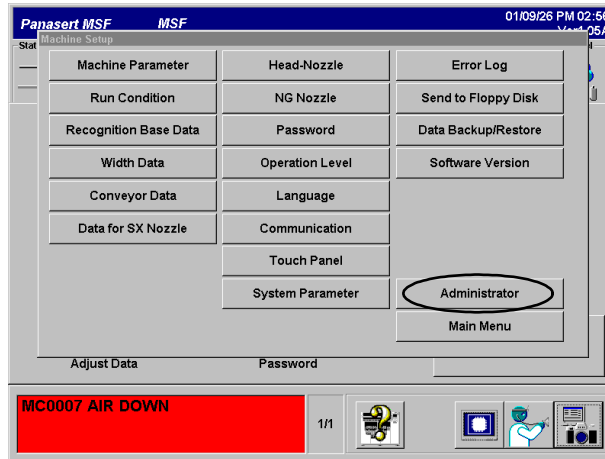 Panasert MSF MSF 01/09/26 PM 02:56
Machine Setup
Machine Parameter Head-Nozzle Error Log
Run Condition NG Nozzle Send to Floppy Disk
Recognition Base Data Password Data Backup/Restore
Width Data Operation Level Software Version
Conveyor Data Language
Data for SX Nozzle Communication
Touch Panel
System Parameter Administrator
Main Menu
Adjust Data Password
MC0007 AIR DOWN
1/1